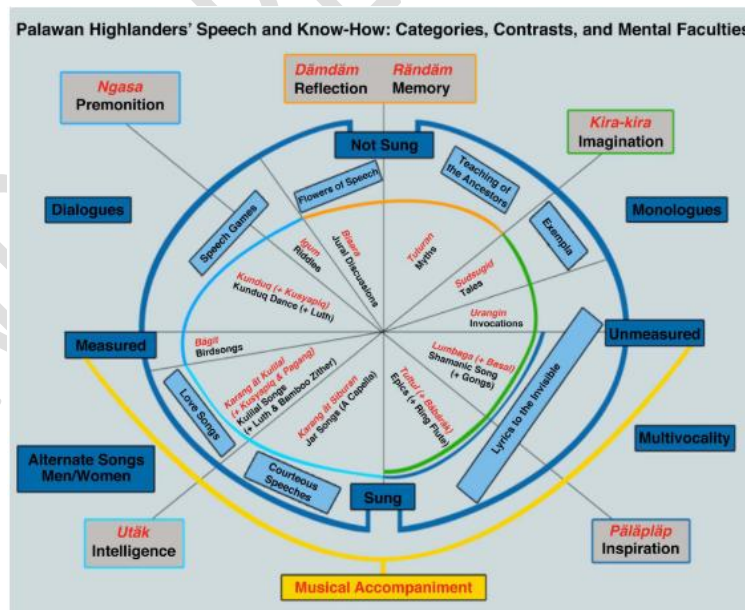 Palawan Highlanders' Speech and Know-How: Categories, Contrasts, and Mental Faculties
Ngasa
Premonition
Dämdäm
Reflection
Rändäm
Memory
Kira-kira
Imagination
Not Sung
Dialogues
Monologues
Speech Games
Flowers of Speech
Teaching of
the Ancestors
Exempla
Igum
Riddles
Bisara
Jural Discussions
Tuturan
Myths
Sudsugid
Tales
Kunduq (+ Kusyapiq)
Kunduq Dance (+ Luth)
Urangin
Invocations
Measured
Unmeasured
Bagit
Birdsongs
Lumbaga (+ Basal)
Shamanic Song
(+ Gongs)
Karang ät Kulilal
(+ Kusyapiq & Pagang)
Kulilal Songs
(+ Luth & Bamboo Zither)
Karang ät Siburan
Jar Songs (A Capella)
Tultul (+ Bäbäräk)
Epics (+ Ring Flute)
Love Songs
Courteous
Speeches
Lyrics to the Invisible
Alternate Songs
Men/Women
Multivocality
Sung
Utäk
Intelligence
Päläpläp
Inspiration
Musical Accompaniment